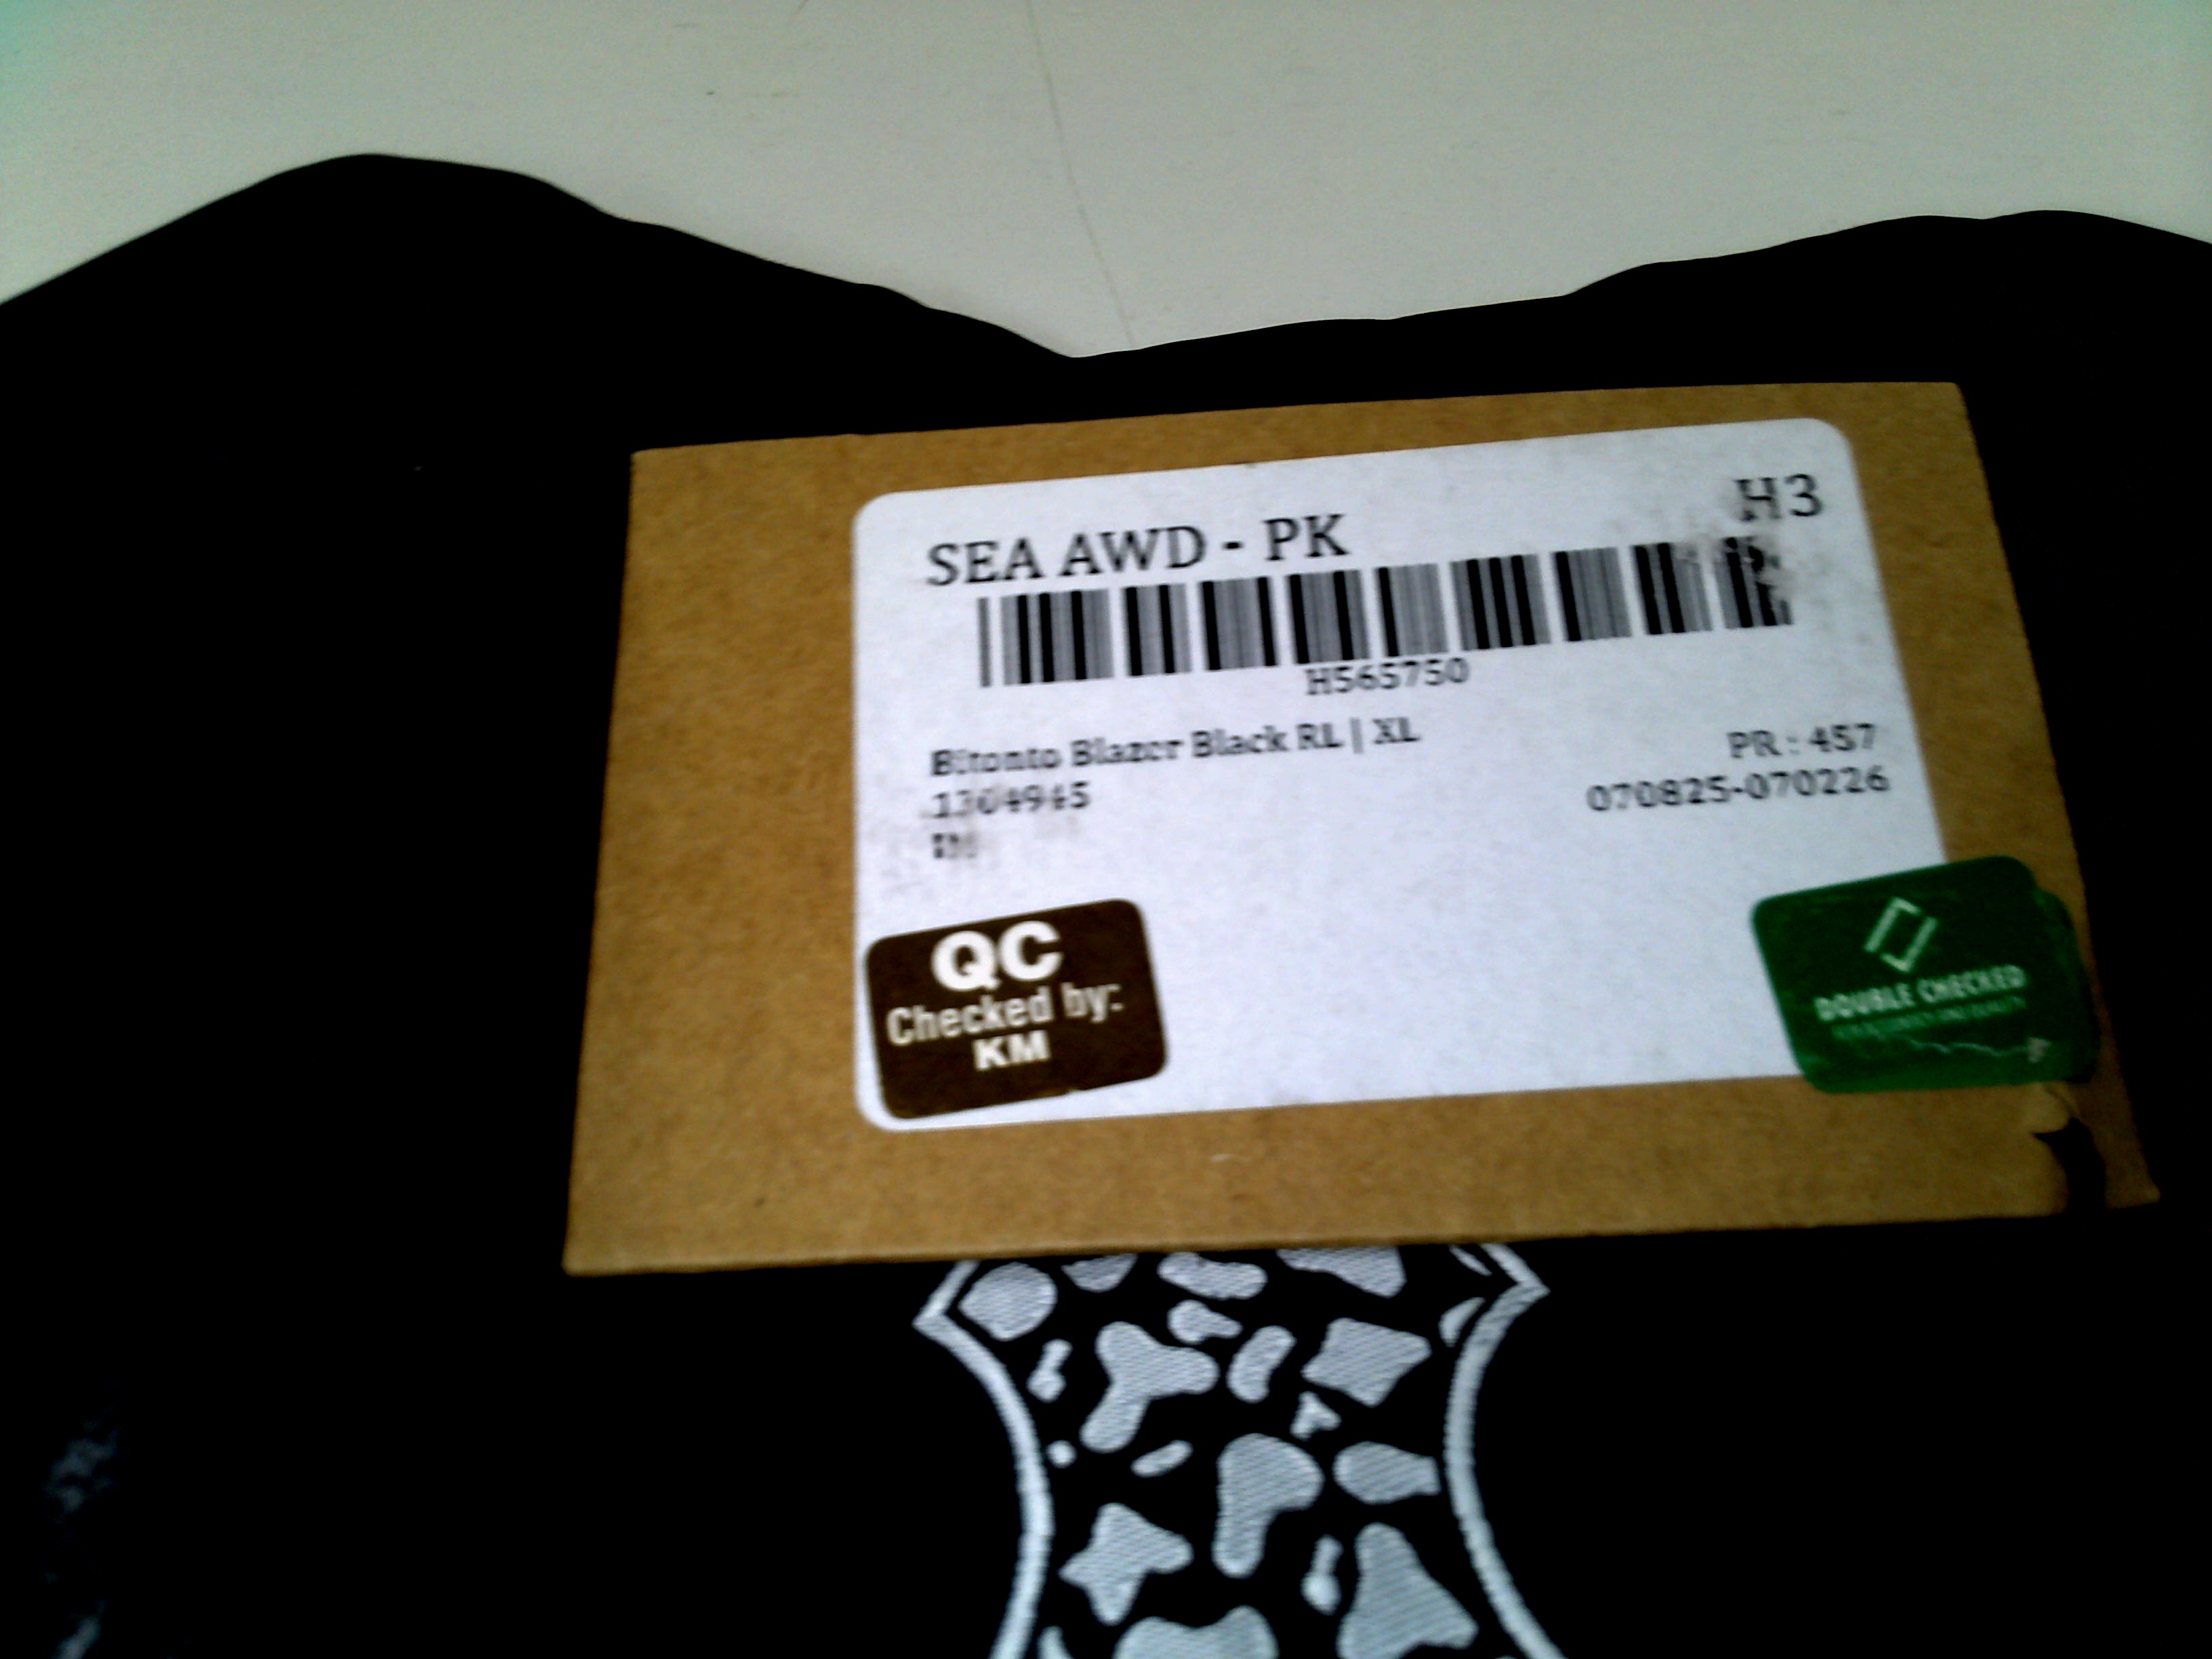 SEA AWD - PK
H3
H565750
Bitonto Blazer Black RL | XL
PR : 457
070825-070226
QC
Checked by:
KM
DOUBLE CHECKED